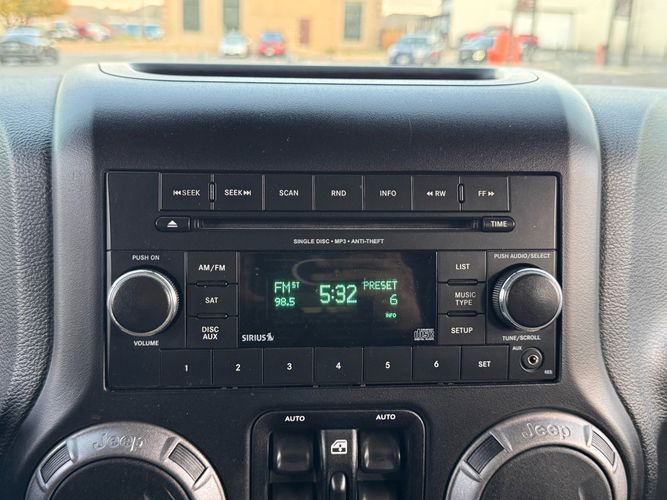 SEEK SEEK SCAN RND INFO RW FF
TIME
SINGLE DISC • MP3 • ANTI-THEFT
PUSH ON
PUSH AUDIO/SELECT
AM/FM
SAT
DISC AUX
VOLUME
FM ST
98.5
5:32
PRESET
6
INFO
SIRIUS
LIST
MUSIC TYPE
SETUP
TUNE/SCROLL
AUX
1 2 3 4 5 6 SET
RES
AUTO AUTO
Jeep Jeep